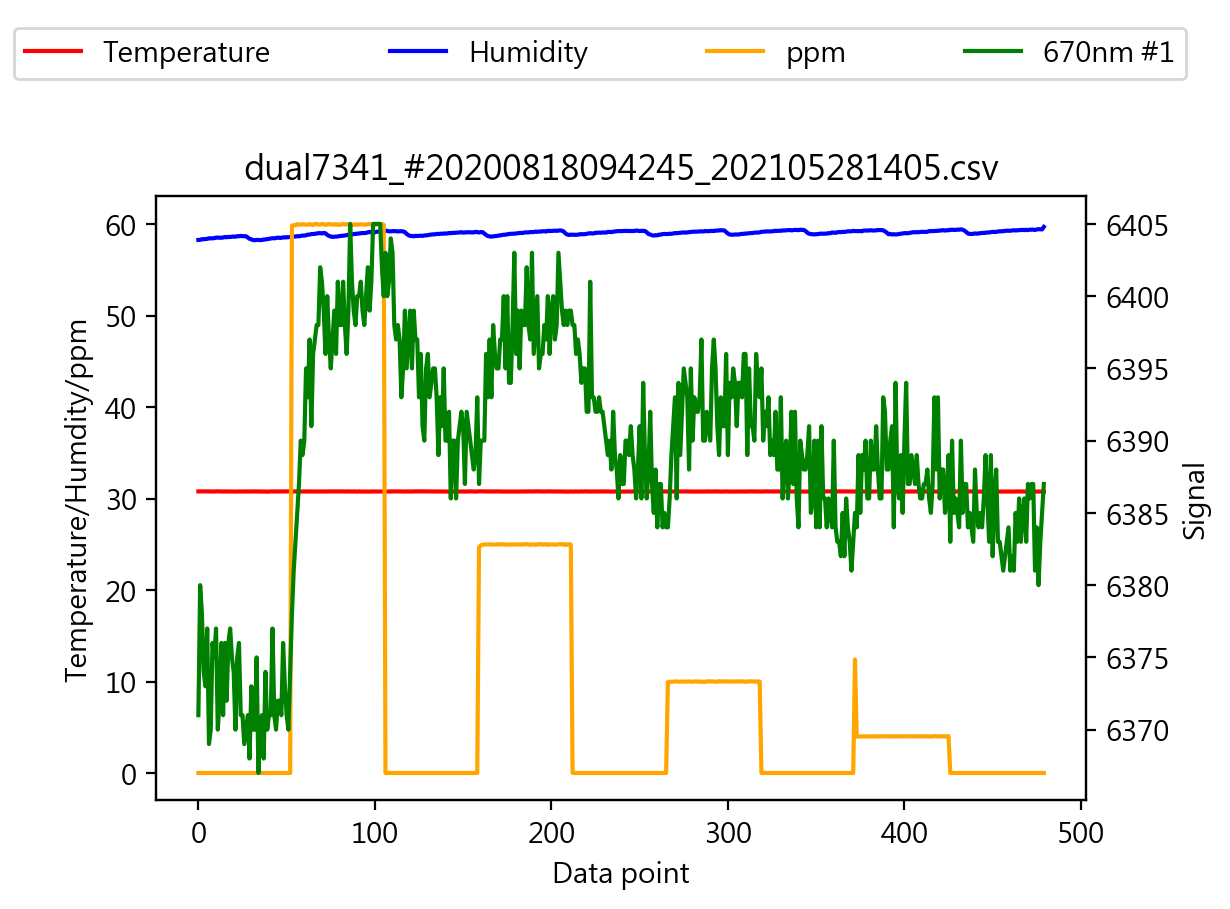 Temperature Humidity ppm 670nm #1
dual7341_#20200818094245_202105281405.csv
Temperature/Humdity/ppm
60
50
40
30
20
10
0
6405
6400
6395
6390
6385
6380
6375
6370
Signal
0 100 200 300 400 500
Data point